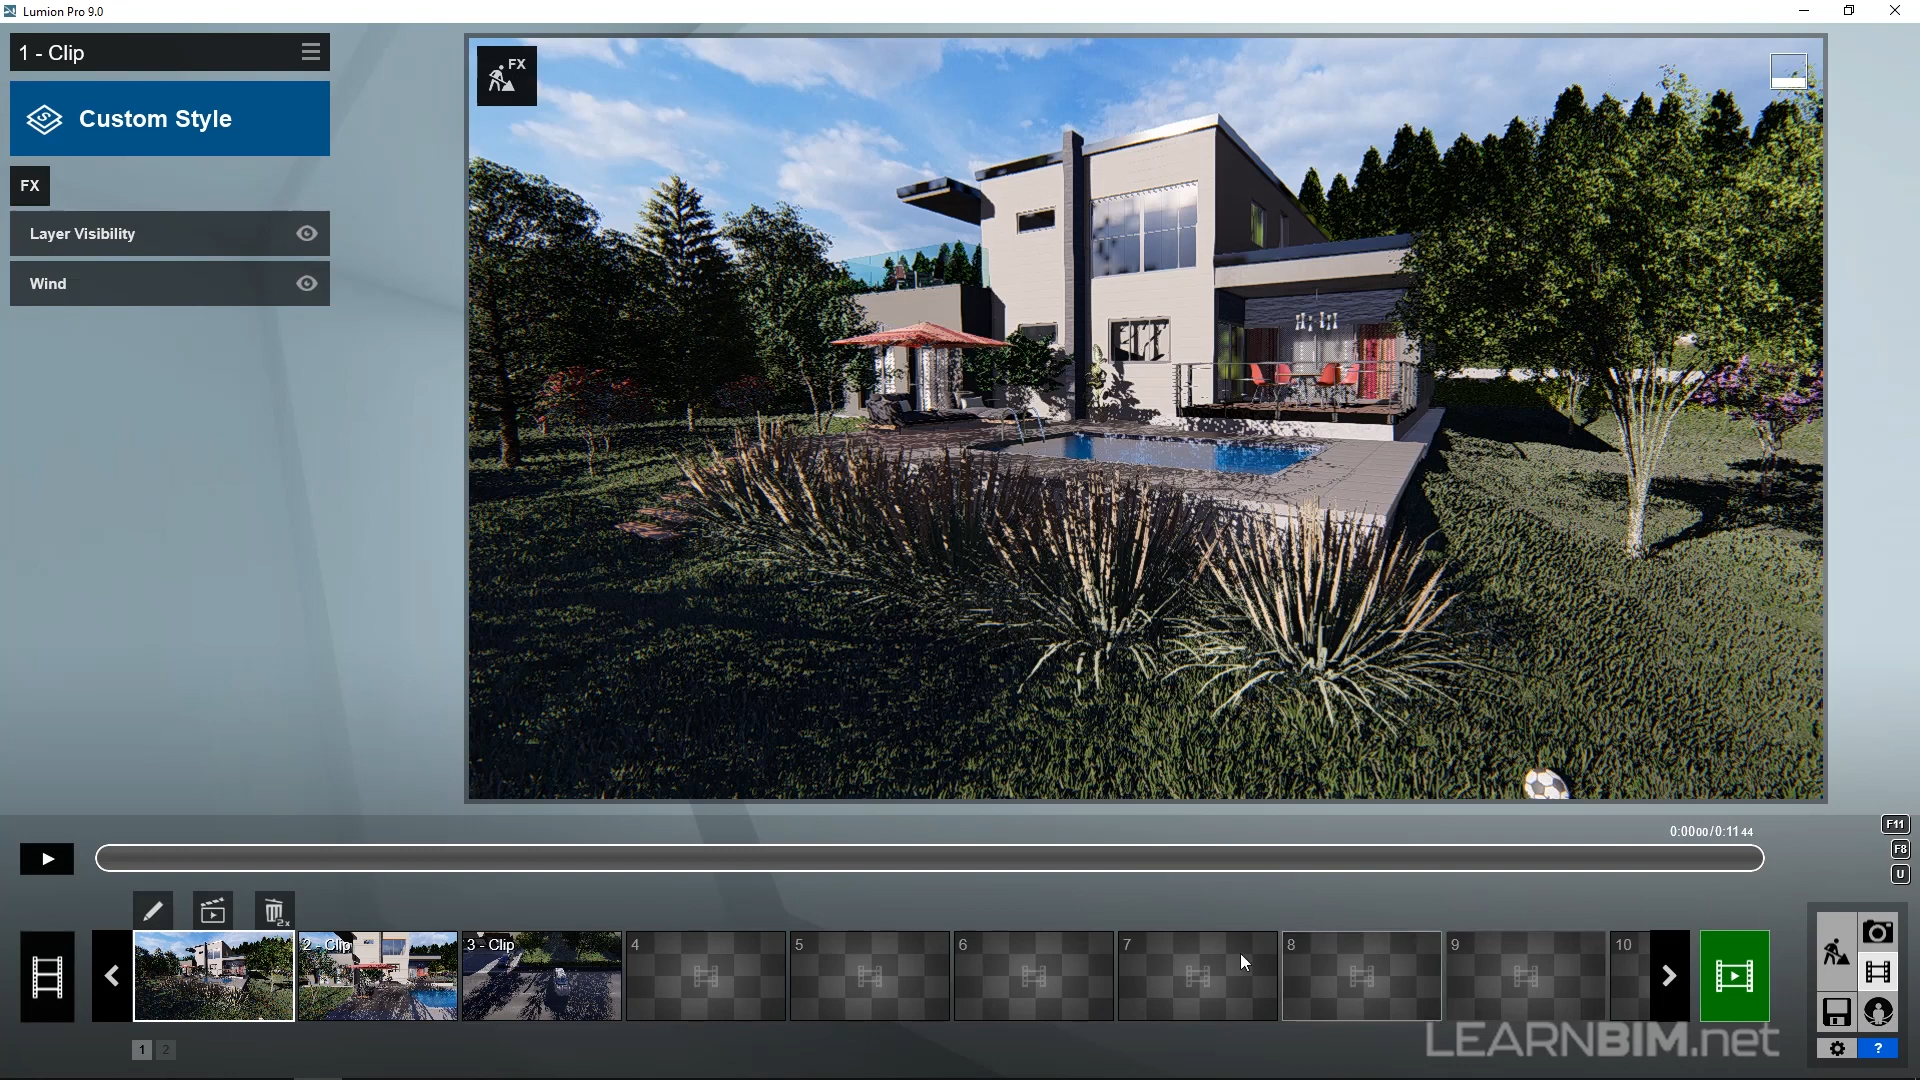 Lumion Pro 9.0
1 - Clip
S Custom Style
FX
Layer Visibility
Wind
FX
0:0000/0:1144
F11
F8
U
2x
2 - Clip
3 - Clip
4
5
6
7
8
9
10
1 2
?
LEARNBIM.net